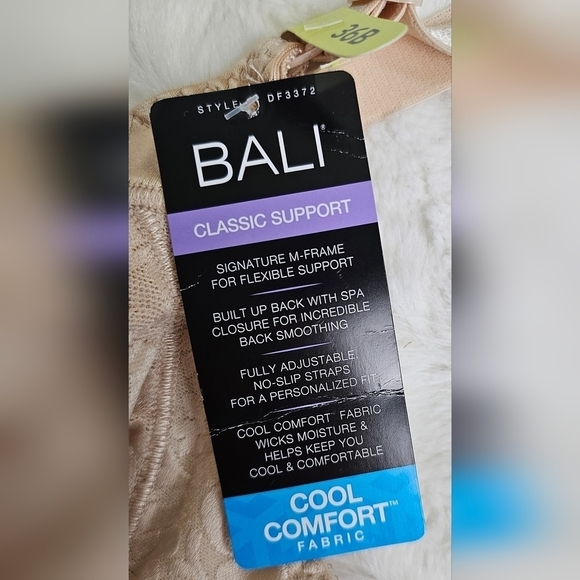 36B
STYLE DF3372
BALI
CLASSIC SUPPORT
SIGNATURE M-FRAME
FOR FLEXIBLE SUPPORT
BUILT UP BACK WITH SPA
CLOSURE FOR INCREDIBLE
BACK SMOOTHING
FULLY ADJUSTABLE,
NO-SLIP STRAPS
FOR A PERSONALIZED FIT
COOL COMFORT™ FABRIC
WICKS MOISTURE &
HELPS KEEP YOU
COOL & COMFORTABLE
COOL
COMFORT™
FABRIC